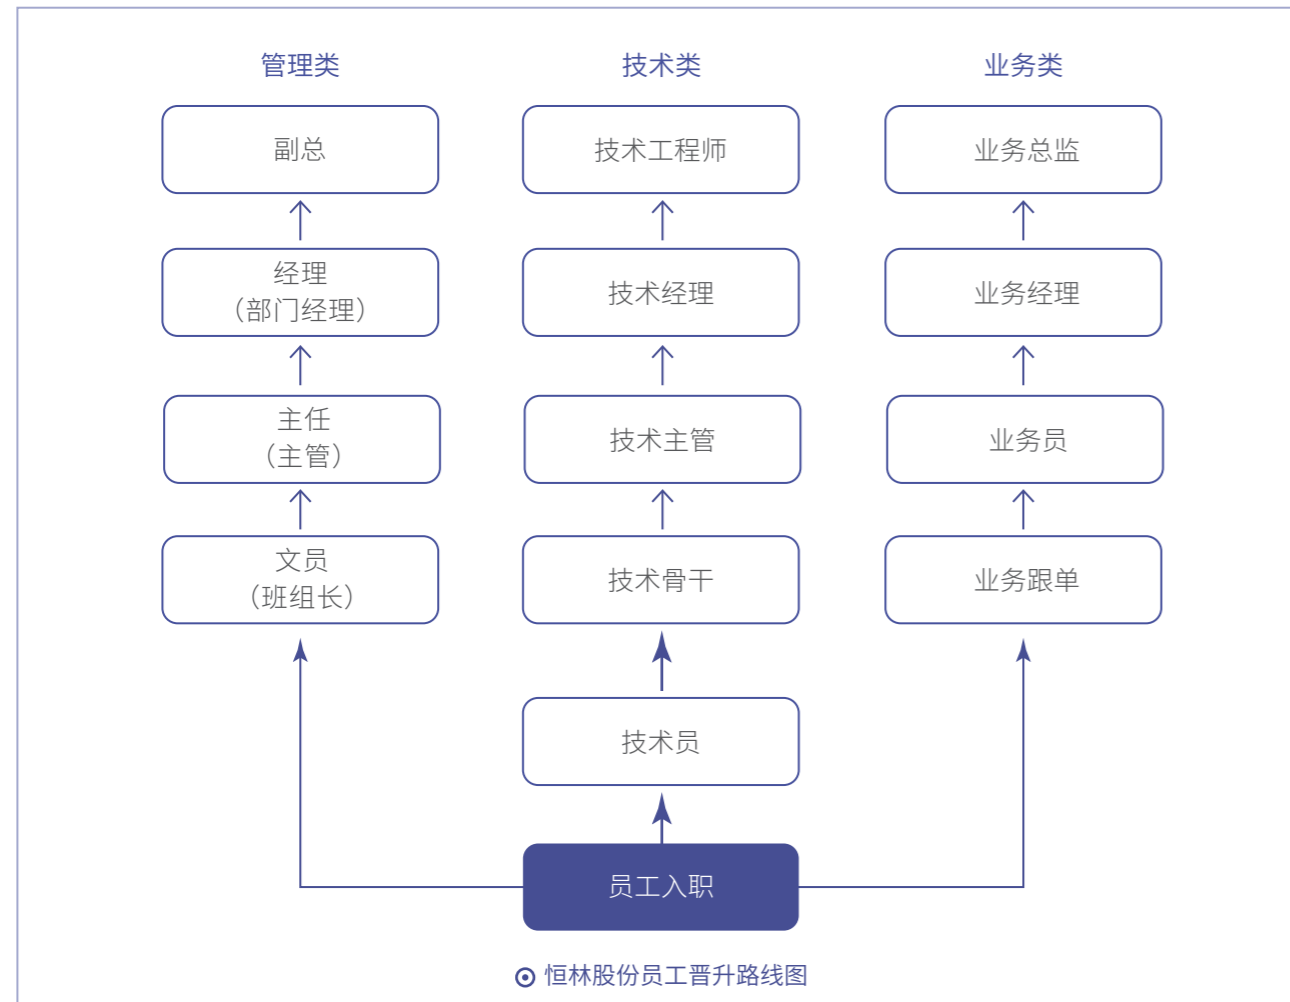 管理类
技术类
业务类
副总
技术工程师
业务总监
经理
（部门经理）
技术经理
业务经理
主任
（主管）
技术主管
业务员
文员
（班组长）
技术骨干
业务跟单
技术员
员工入职
恒林股份员工晋升路线图